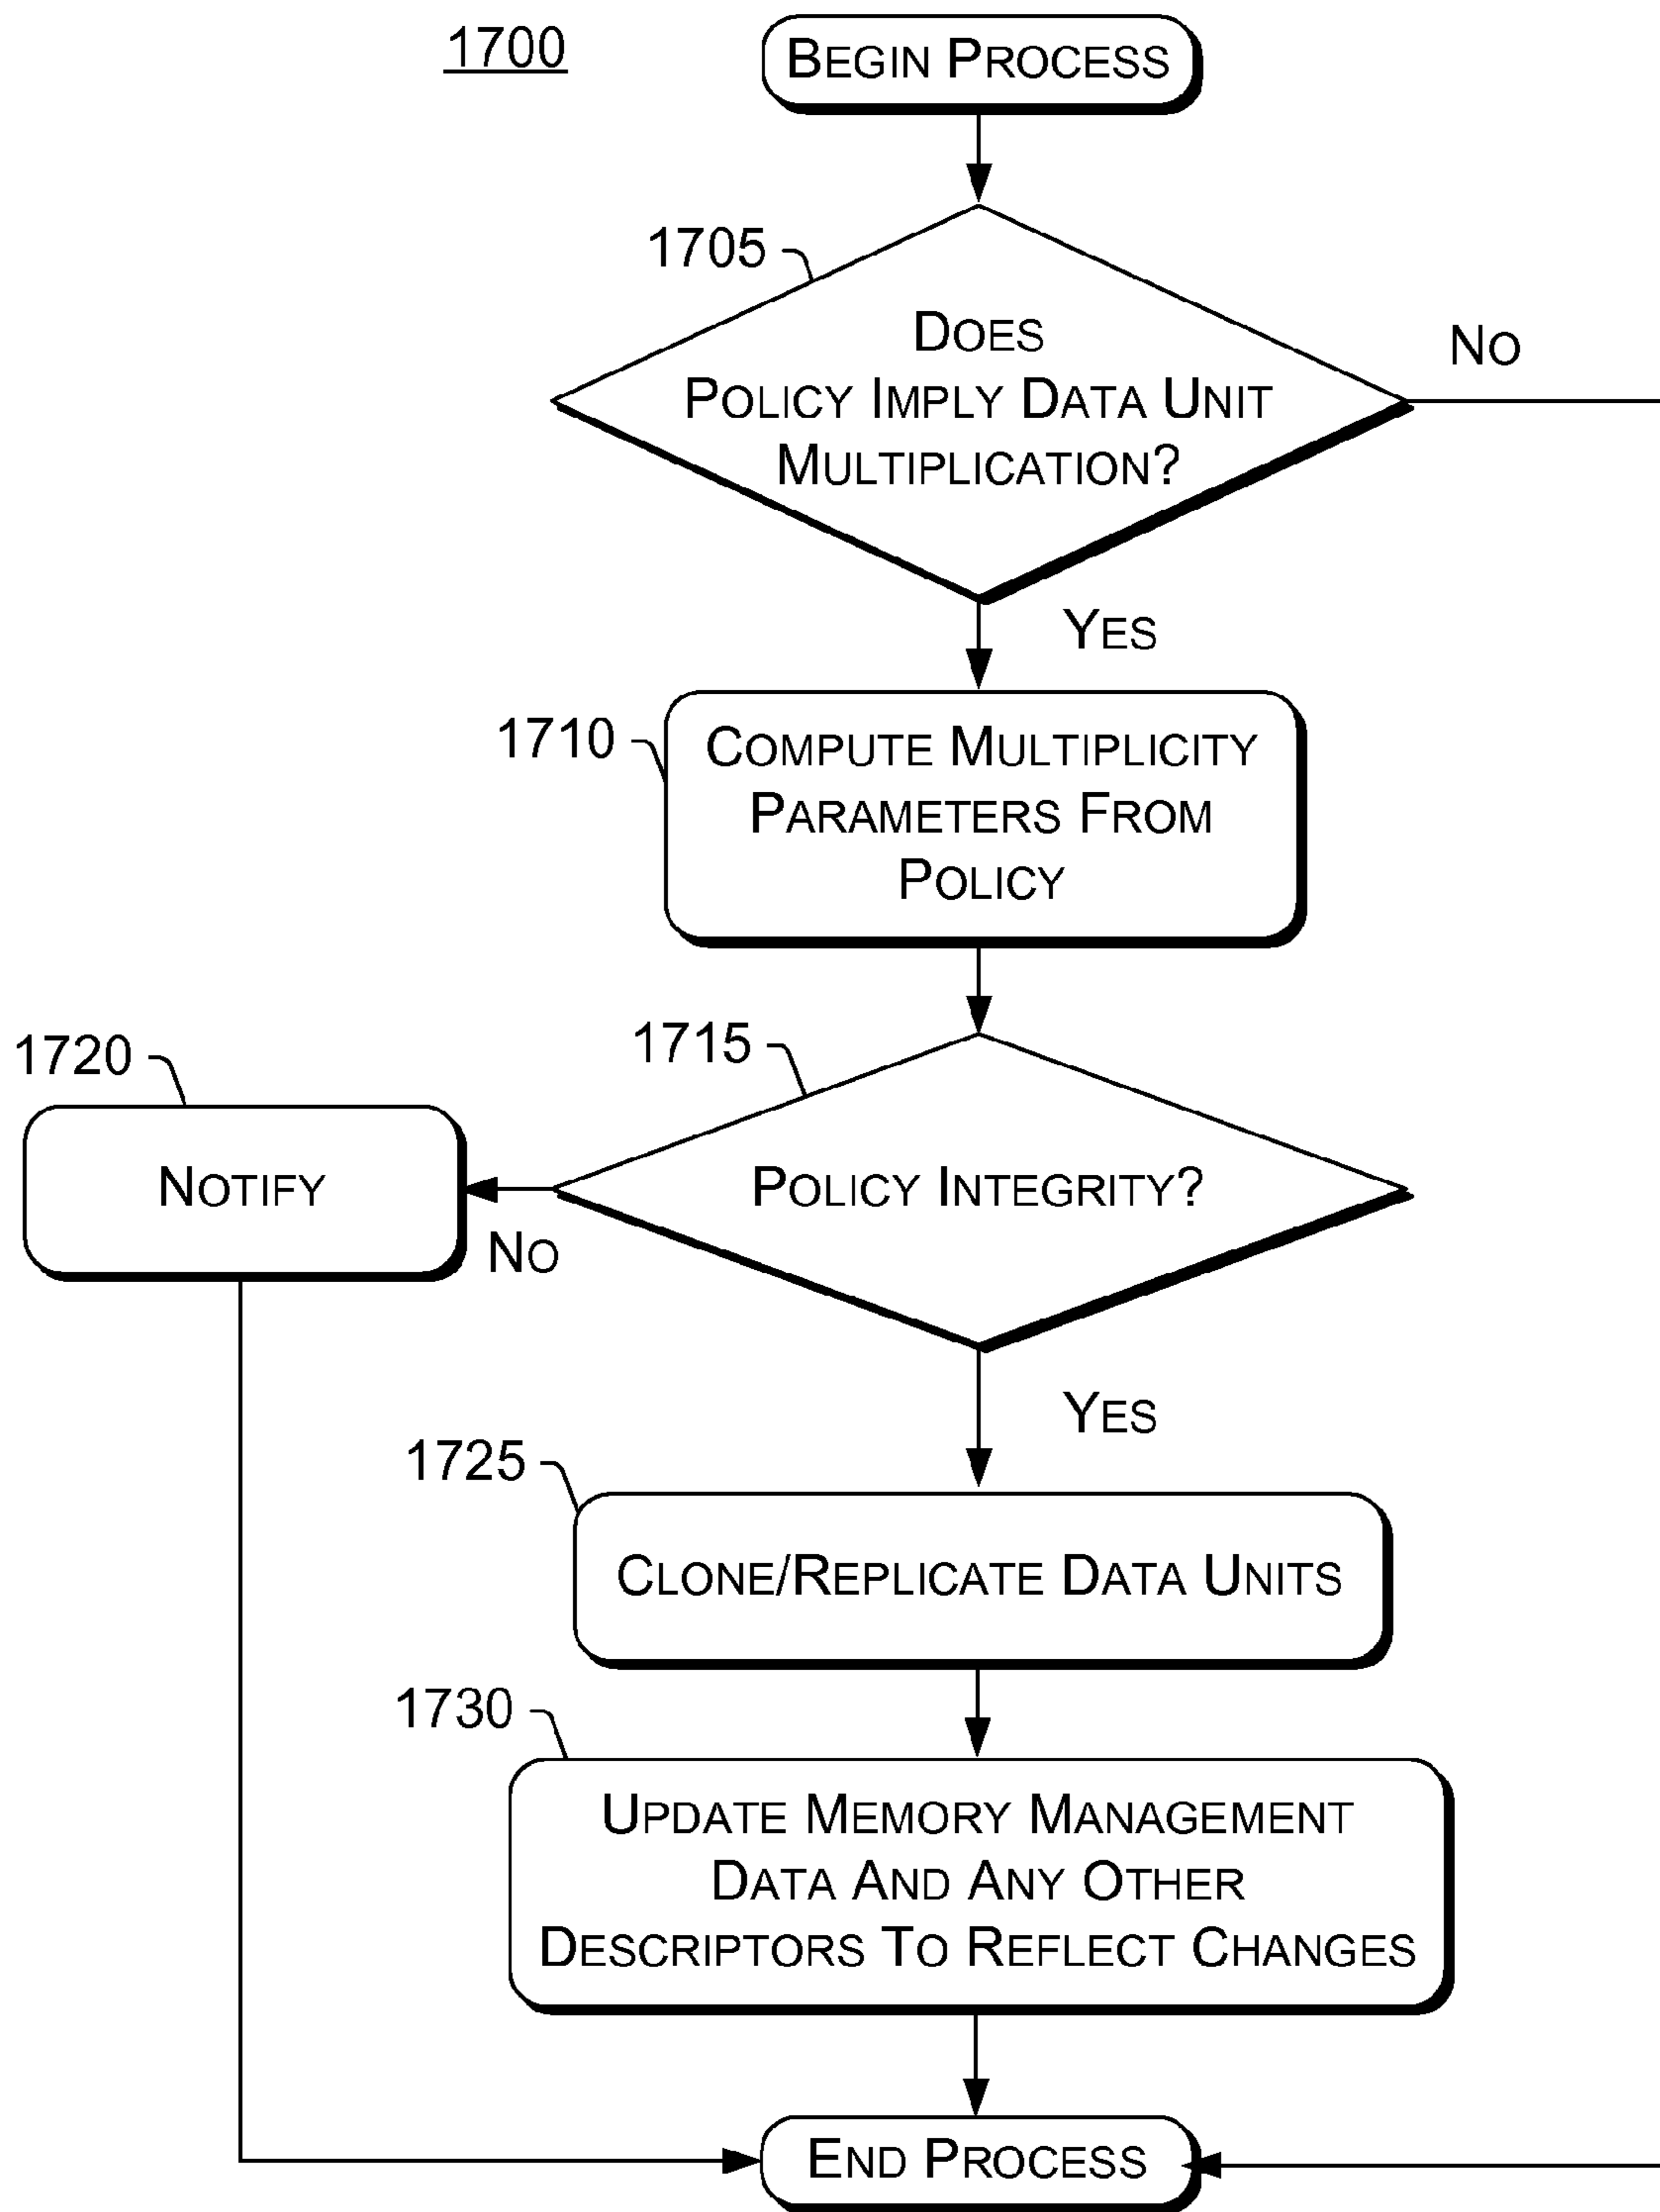 1700
BEGIN PROCESS
1705
DOES
POLICY IMPLY DATA UNIT
MULTIPLICATION?
NO
YES
1710
COMPUTE MULTIPLICITY
PARAMETERS FROM
POLICY
1715
1720
POLICY INTEGRITY?
NOTIFY
NO
YES
1725
CLONE/REPLICATE DATA UNITS
1730
UPDATE MEMORY MANAGEMENT
DATA AND ANY OTHER
DESCRIPTORS TO REFLECT CHANGES
END PROCESS